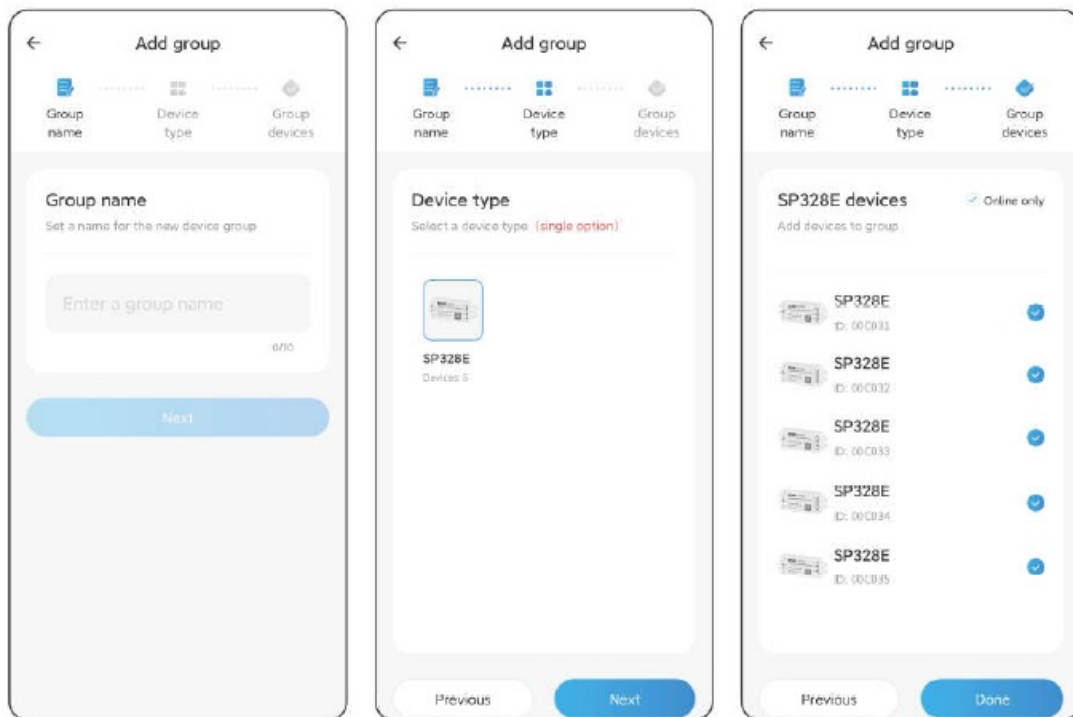 Add group
Group
name
Device
type
Group
devices
Group name
Set a name for the new device group
Enter a group name
0/10
Next
Add group
Group
name
Device
type
Group
devices
Device type
Select a device type (single option)
SP328E
Devices 5
Previous
Next
Add group
Group
name
Device
type
Group
devices
SP328E devices
Online only
Add devices to group
SP328E
ID: 00C031
SP328E
ID: 00C032
SP328E
ID: 00C033
SP328E
ID: 00C034
SP328E
ID: 00C035
Previous
Done